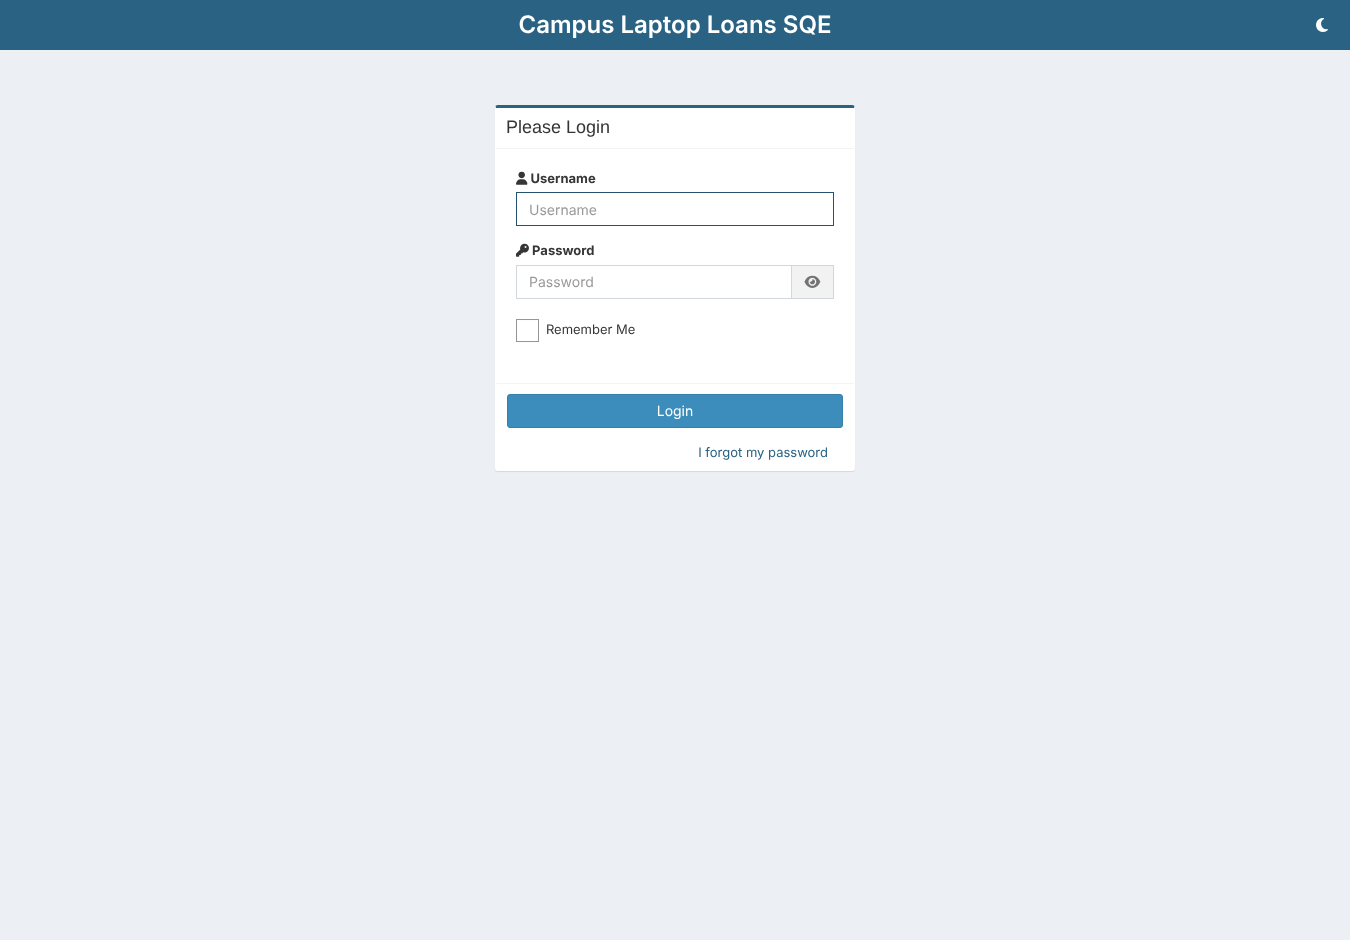 Campus Laptop Loans SQE
Please Login
Username
Username
Password
Password
Remember Me
Login
I forgot my password